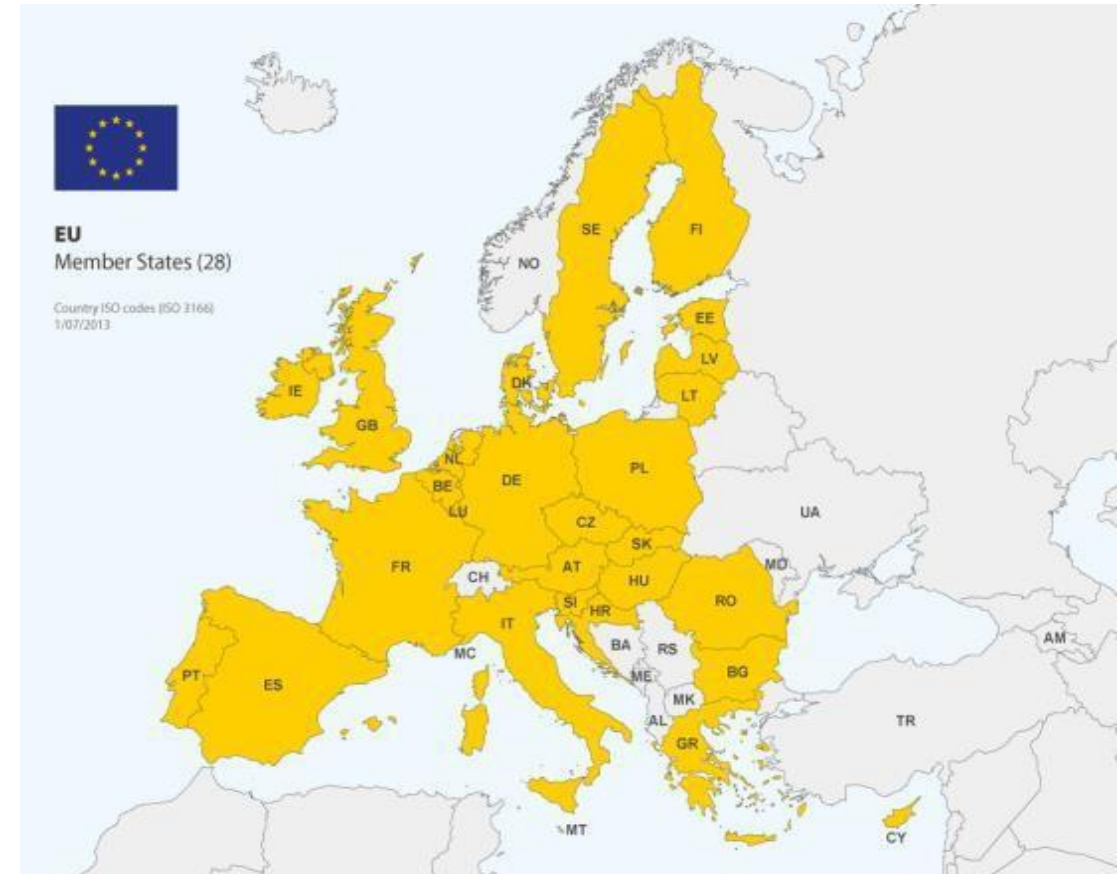 EU
Member States (28)
Country ISO codes (ISO 3166)
1/07/2013
SE
FI
NO
EE
LV
LT
DK
IE
GB
NL
BE
LU
DE
PL
CZ
SK
UA
FR
CH
AT
HU
MO
SI
HR
RO
IT
BA
RS
MC
ME
BG
AM
PT
ES
MK
AL
TR
GR
MT
CY